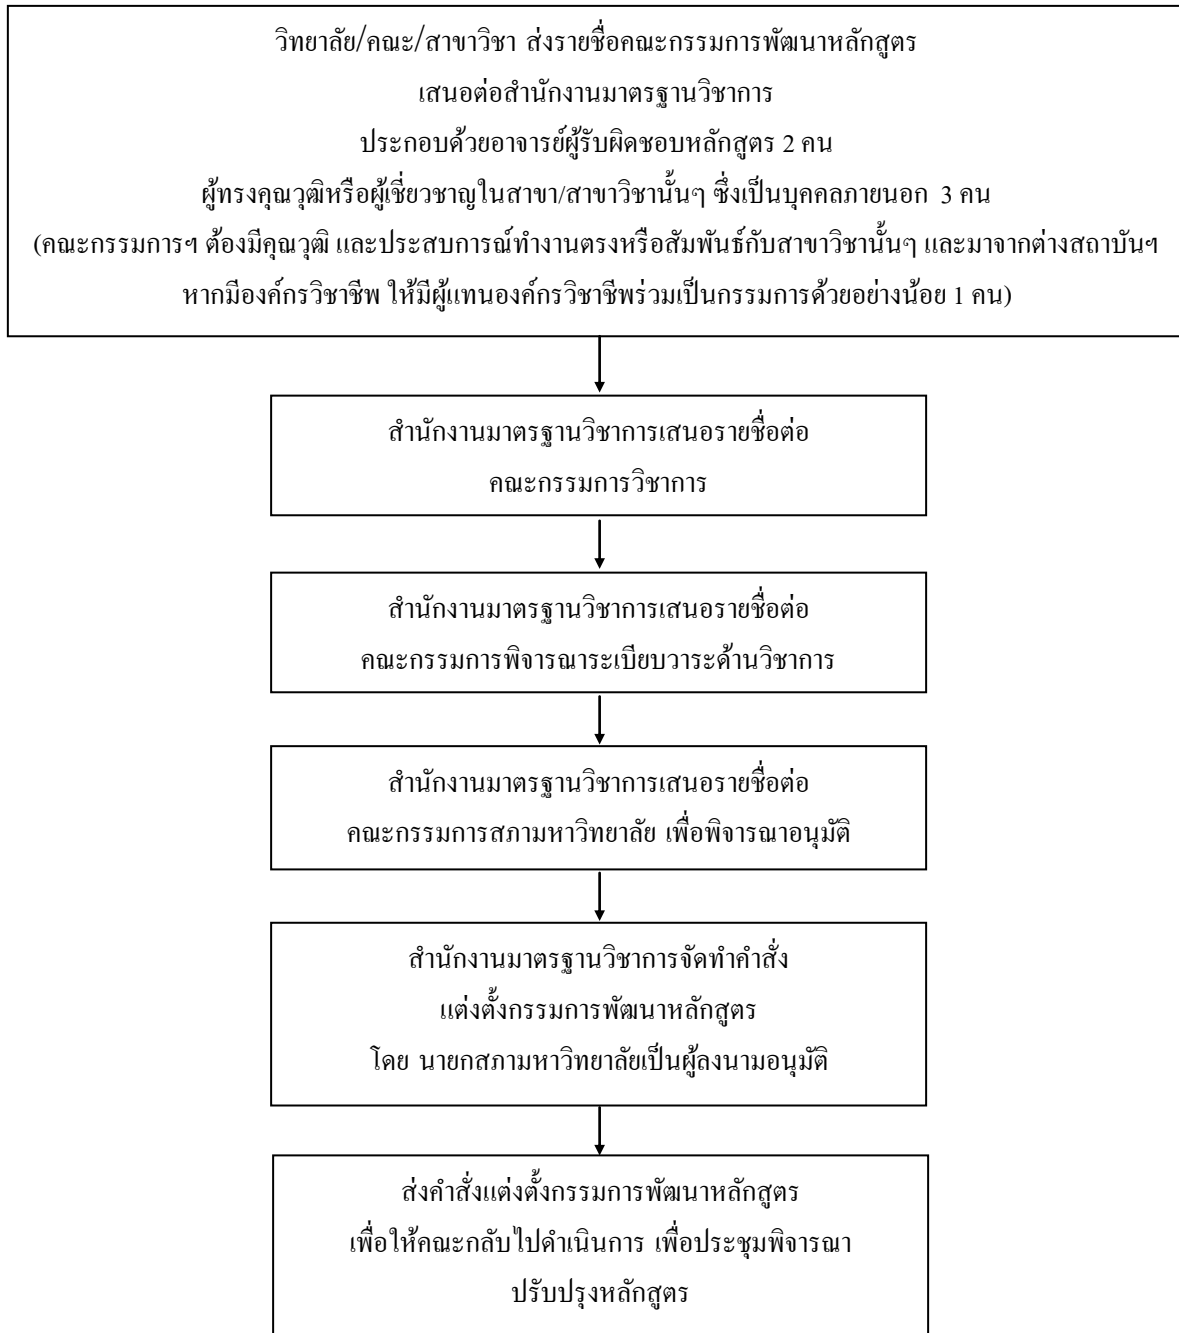 วิทยาลัย/คณะ/สาขาวิชา ส่งรายชื่อคณะกรรมการพัฒนาหลักสูตร
เสนอต่อสำนักงานมาตรฐานวิชาการ
ประกอบด้วยอาจารย์ผู้รับผิดชอบหลักสูตร 2 คน
ผู้ทรงคุณวุฒิหรือผู้เชี่ยวชาญในสาขา/สาขาวิชานั้นๆ ซึ่งเป็นบุคคลภายนอก 3 คน
(คณะกรรมการฯ ต้องมีคุณวุฒิ และประสบการณ์ทำงานตรงหรือสัมพันธ์กับสาขาวิชานั้นๆ และมาจากต่างสถาบันฯ
หากมีองค์กรวิชาชีพ ให้มีผู้แทนองค์กรวิชาชีพร่วมเป็นกรรมการด้วยอย่างน้อย 1 คน)
สำนักงานมาตรฐานวิชาการเสนอรายชื่อต่อ
คณะกรรมการวิชาการ
สำนักงานมาตรฐานวิชาการเสนอรายชื่อต่อ
คณะกรรมการพิจารณาระเบียบวาระด้านวิชาการ
สำนักงานมาตรฐานวิชาการเสนอรายชื่อต่อ
คณะกรรมการสภามหาวิทยาลัย เพื่อพิจารณาอนุมัติ
สำนักงานมาตรฐานวิชาการจัดทำคำสั่ง
แต่งตั้งกรรมการพัฒนาหลักสูตร
โดย นายกสภามหาวิทยาลัยเป็นผู้ลงนามอนุมัติ
ส่งคำสั่งแต่งตั้งกรรมการพัฒนาหลักสูตร
เพื่อให้คณะกลับไปดำเนินการ เพื่อประชุมพิจารณา
ปรับปรุงหลักสูตร